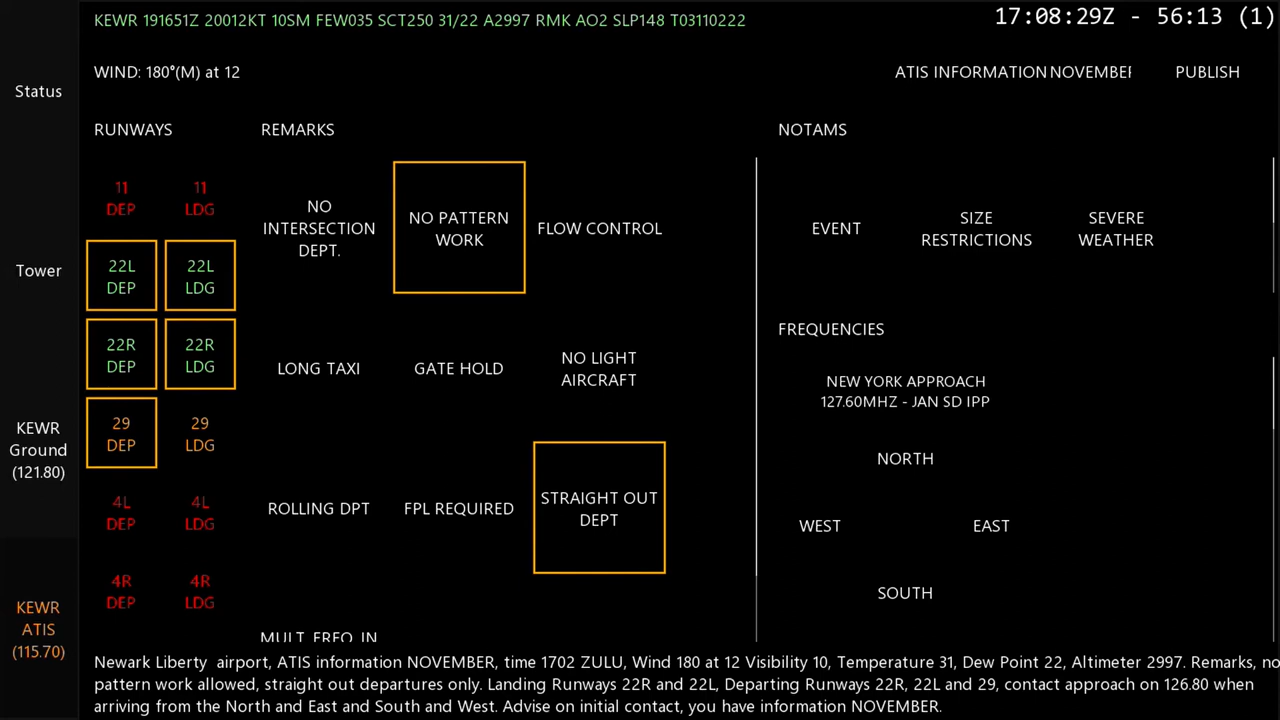 KEWR 191651Z 20012KT 10SM FEW035 SCT250 31/22 A2997 RMK AO2 SLP148 T03110222
17:08:29Z - 56:13 (1)
Status
WIND: 180°(M) at 12
ATIS INFORMATION NOVEMBER
PUBLISH
RUNWAYS
REMARKS
NOTAMS
11
DEP
11
LDG
NO
INTERSECTION
DEPT.
NO PATTERN
WORK
FLOW CONTROL
EVENT
SIZE
RESTRICTIONS
SEVERE
WEATHER
Tower
22L
DEP
22L
LDG
FREQUENCIES
22R
DEP
22R
LDG
LONG TAXI
GATE HOLD
NO LIGHT
AIRCRAFT
NEW YORK APPROACH
127.60MHZ - JAN SD IPP
KEWR
Ground
(121.80)
29
DEP
29
LDG
NORTH
WEST
EAST
SOUTH
4L
DEP
4L
LDG
ROLLING DPT
FPL REQUIRED
STRAIGHT OUT
DEPT
4R
DEP
4R
LDG
KEWR
ATIS
(115.70)
MULT FREQ IN
Newark Liberty  airport, ATIS information NOVEMBER, time 1702 ZULU, Wind 180 at 12 Visibility 10, Temperature 31, Dew Point 22, Altimeter 2997. Remarks, no
pattern work allowed, straight out departures only. Landing Runways 22R and 22L, Departing Runways 22R, 22L and 29, contact approach on 126.80 when
arriving from the North and East and South and West. Advise on initial contact, you have information NOVEMBER.